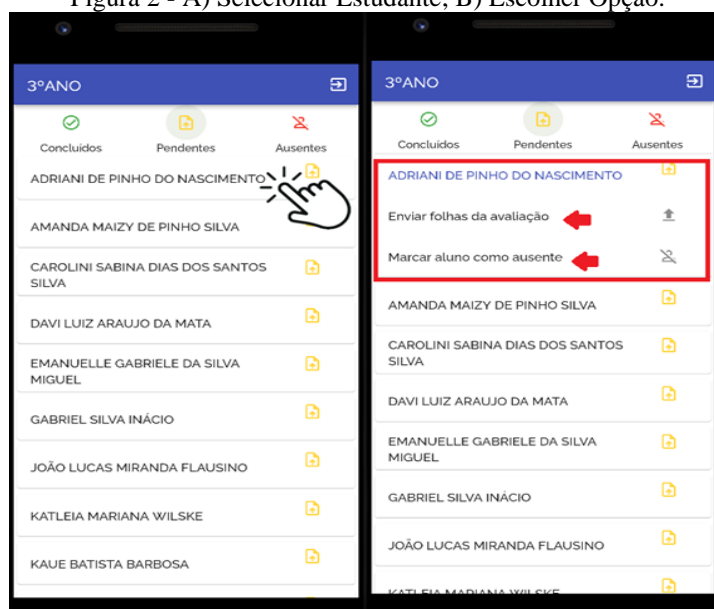 Figura 2 - A) Selecionar Estudante, B) Escolher Opção.
3ºANO
Concluídos Pendentes Ausentes
ADRIANI DE PINHO DO NASCIMENTO
AMANDA MAIZY DE PINHO SILVA
CAROLINI SABINA DIAS DOS SANTOS
SILVA
DAVI LUIZ ARAUJO DA MATA
EMANUELLE GABRIELE DA SILVA
MIGUEL
GABRIEL SILVA INÁCIO
JOÃO LUCAS MIRANDA FLAUSINO
KATLEIA MARIANA WILSKE
KAUE BATISTA BARBOSA
3ºANO
Concluídos Pendentes Ausentes
ADRIANI DE PINHO DO NASCIMENTO
Enviar folhas da avaliação
Marcar aluno como ausente
AMANDA MAIZY DE PINHO SILVA
CAROLINI SABINA DIAS DOS SANTOS
SILVA
DAVI LUIZ ARAUJO DA MATA
EMANUELLE GABRIELE DA SILVA
MIGUEL
GABRIEL SILVA INÁCIO
JOÃO LUCAS MIRANDA FLAUSINO
KATLEIA MARIANA WILSKE